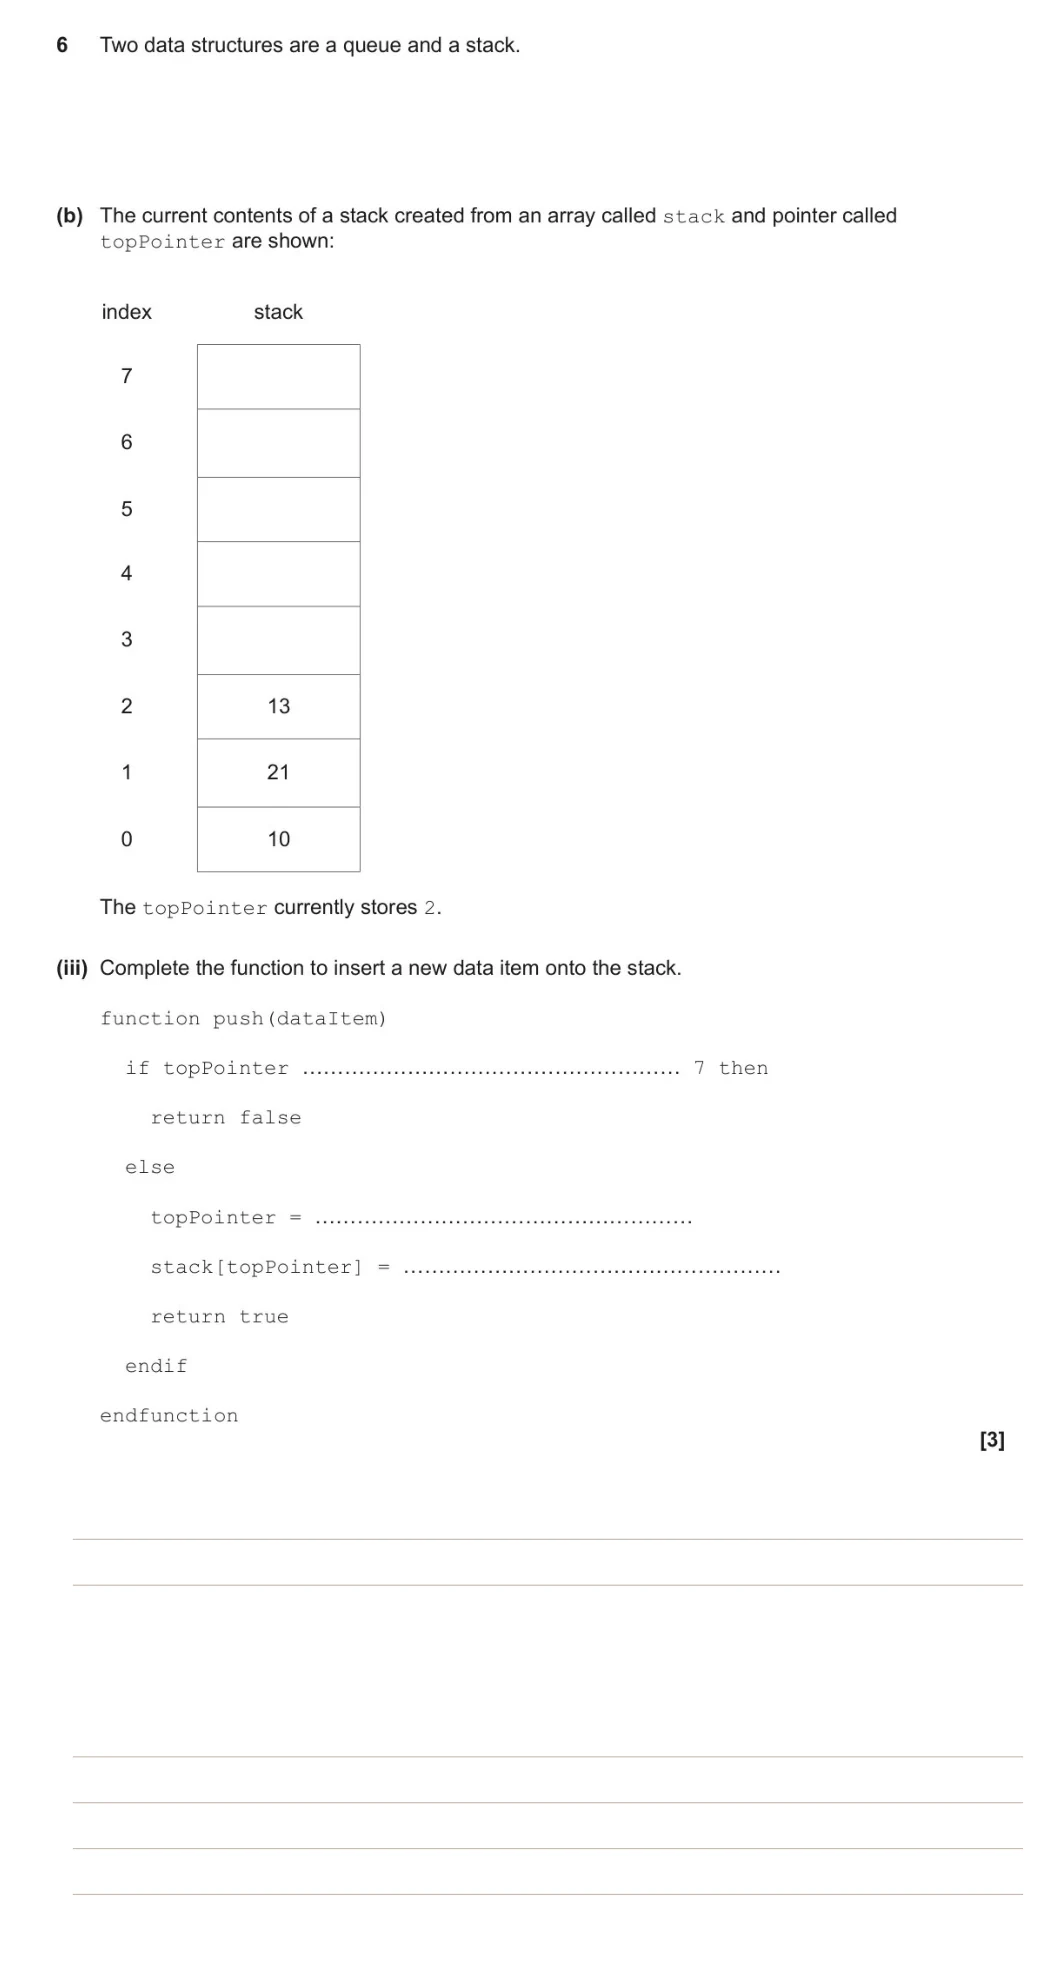 6 Two data structures are a queue and a stack.
(b) The current contents of a stack created from an array called stack and pointer called
topPointer are shown:
index stack
7
6
5
4
3
2 13
1 21
0 10
The topPointer currently stores 2.
(iii) Complete the function to insert a new data item onto the stack.
function push(dataItem)
if topPointer ...................................................... 7 then
return false
else
topPointer = ......................................................
stack[topPointer] = ......................................................
return true
endif
endfunction
[3]